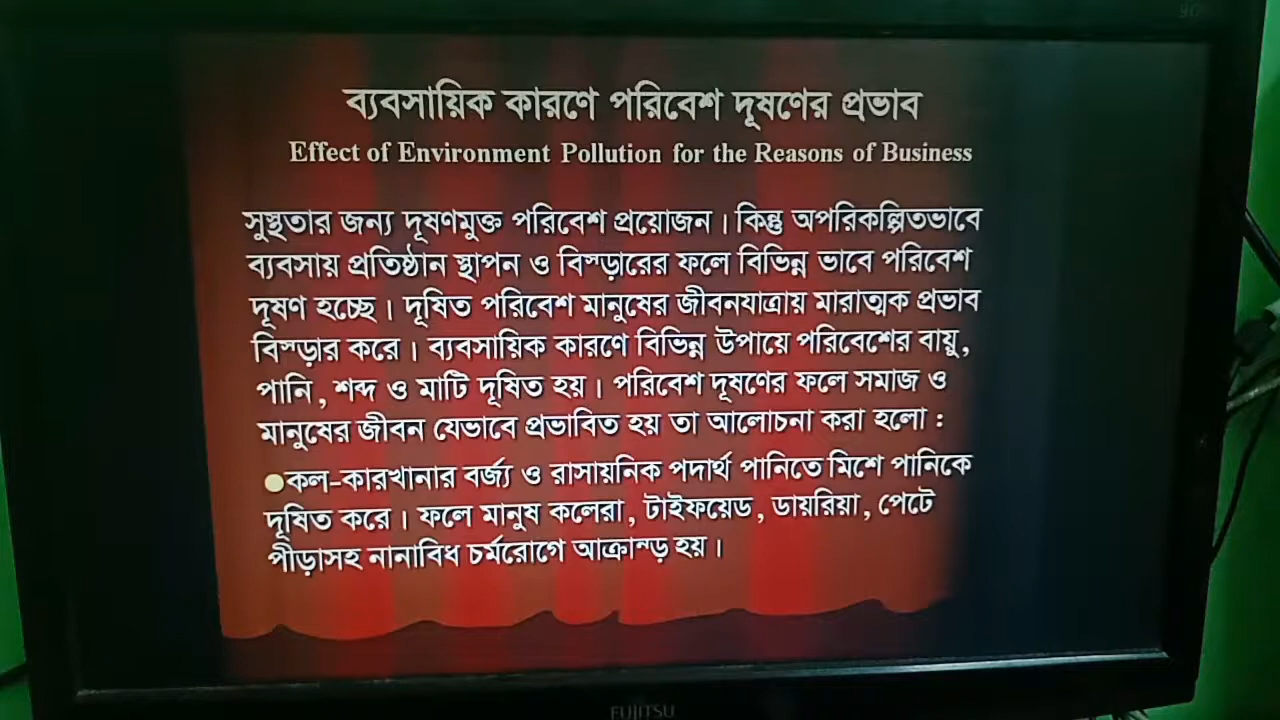 ব্যবসায়িক কারণে পরিবেশ দূষণের প্রভাব
Effect of Environment Pollution for the Reasons of Business
সুস্থতার জন্য দূষণমুক্ত পরিবেশ প্রয়োজন। কিন্তু অপরিকল্পিতভাবে
ব্যবসায় প্রতিষ্ঠান স্থাপন ও বিস্ড়ারের ফলে বিভিন্ন ভাবে পরিবেশ
দূষণ হচ্ছে। দূষিত পরিবেশ মানুষের জীবনযাত্রায় মারাত্মক প্রভাব
বিস্ড়ার করে। ব্যবসায়িক কারণে বিভিন্ন উপায়ে পরিবেশের বায়ু,
পানি, শব্দ ও মাটি দূষিত হয়। পরিবেশ দূষণের ফলে সমাজ ও
মানুষের জীবন যেভাবে প্রভাবিত হয় তা আলোচনা করা হলো :
●কল-কারখানার বর্জ্য ও রাসায়নিক পদার্থ পানিতে মিশে পানিকে
দূষিত করে। ফলে মানুষ কলেরা, টাইফয়েড, ডায়রিয়া, পেটে
পীড়াসহ নানাবিধ চর্মরোগে আক্রান্ড় হয়।
FUJITSU